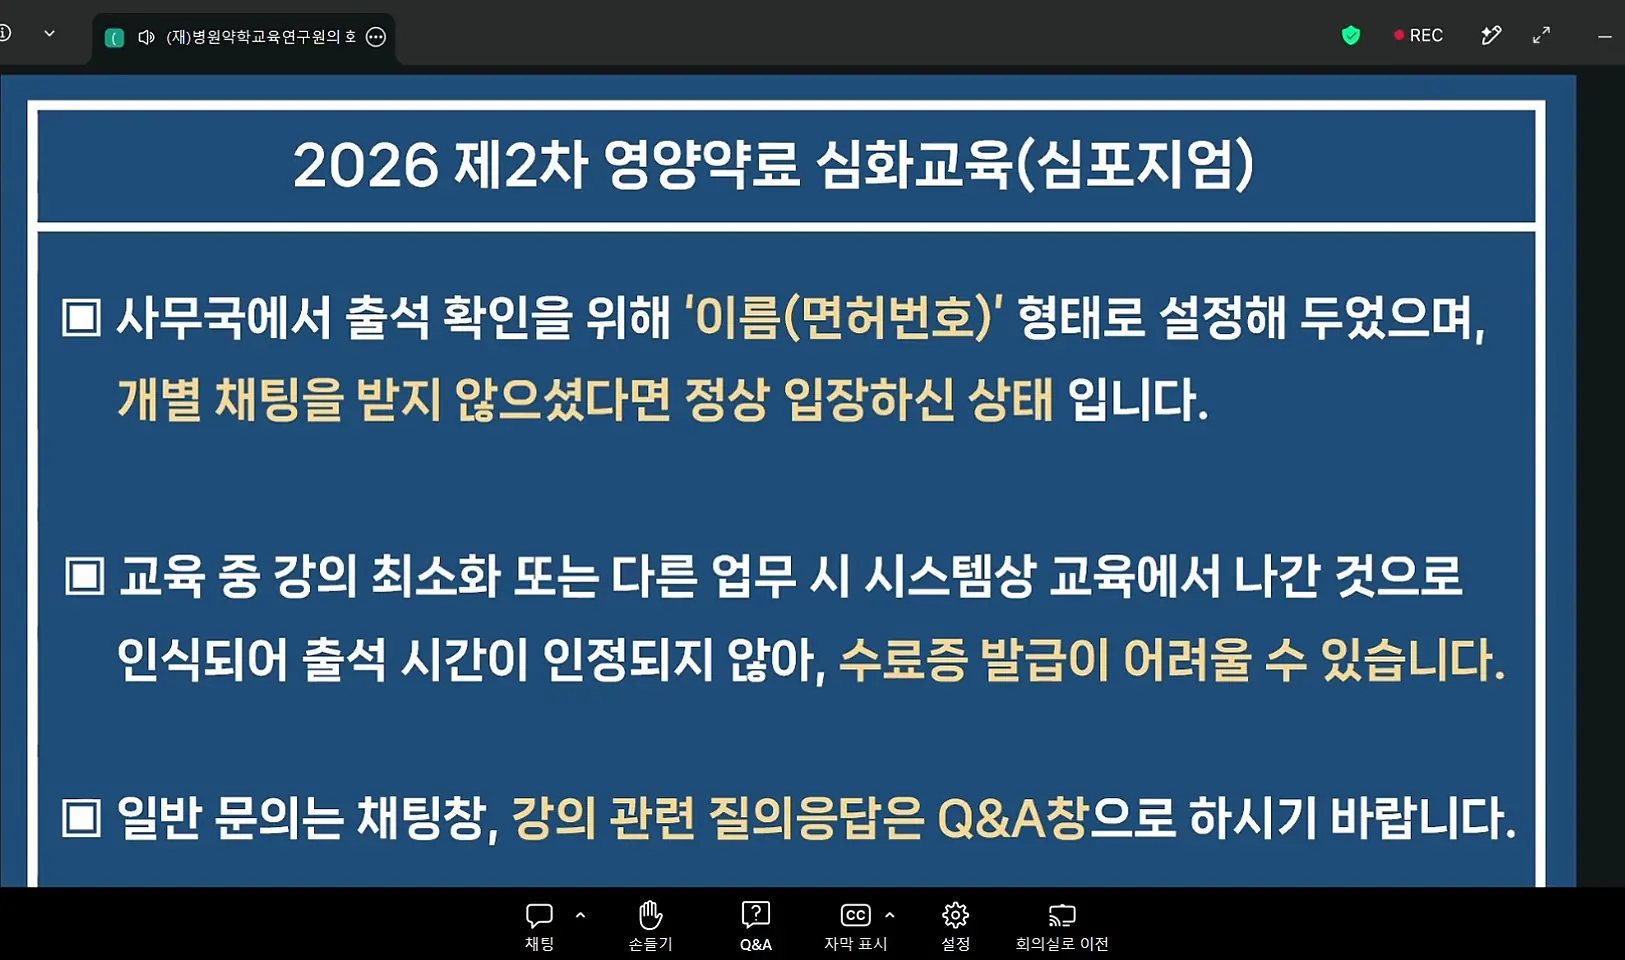 (재)병원약학교육연구원의 호
REC
2026 제2차 영양약료 심화교육(심포지엄)
▣ 사무국에서 출석 확인을 위해 '이름(면허번호)' 형태로 설정해 두었으며,
개별 채팅을 받지 않으셨다면 정상 입장하신 상태 입니다.
▣ 교육 중 강의 최소화 또는 다른 업무 시 시스템상 교육에서 나간 것으로
인식되어 출석 시간이 인정되지 않아, 수료증 발급이 어려울 수 있습니다.
▣ 일반 문의는 채팅창, 강의 관련 질의응답은 Q&A창으로 하시기 바랍니다.
채팅 손들기 Q&A CC 자막 표시 설정 회의실로 이전